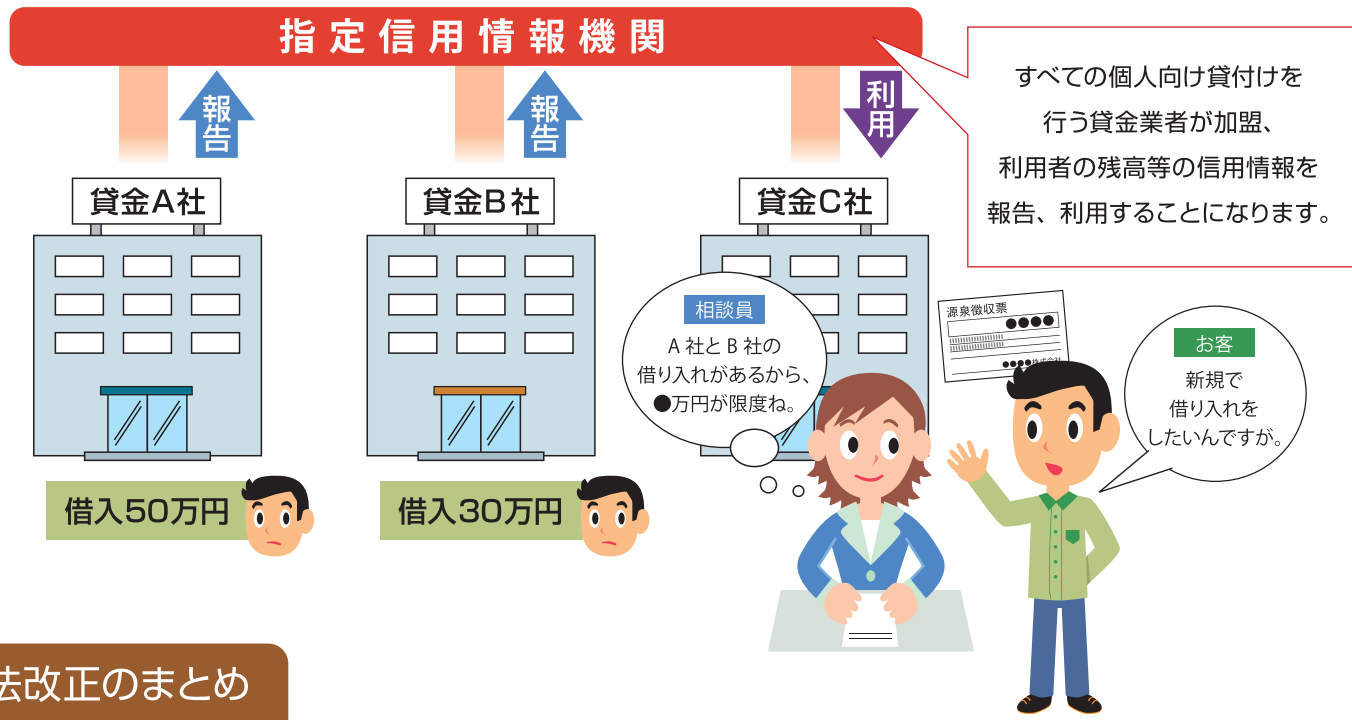 指定信用情報機関
すべての個人向け貸付けを
行う貸金業者が加盟、
利用者の残高等の信用情報を
報告、利用することになります。
報告
報告
利用
貸金A社
貸金B社
貸金C社
相談員
A社とB社の
借り入れがあるから、
●万円が限度ね。
源泉徴収票
●●●●
●●●●株式会社
お客
新規で
借り入れを
したいんですが。
借入50万円
借入30万円
法改正のまとめ